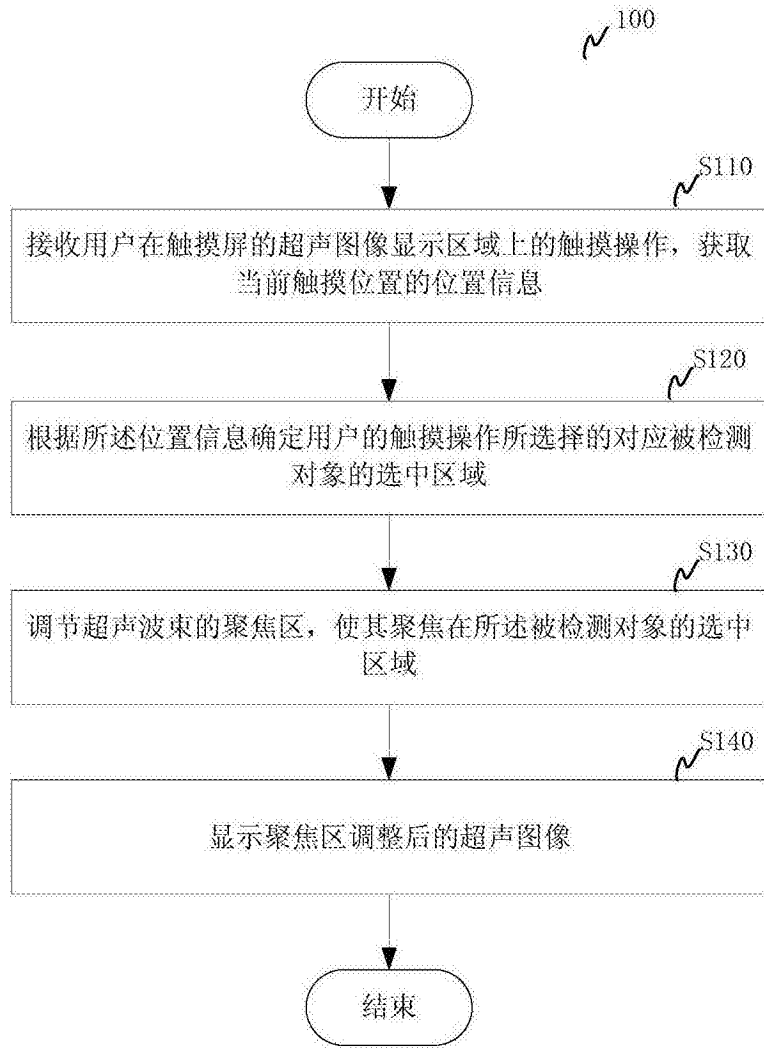 100
开始
S110
接收用户在触摸屏的超声图像显示区域上的触摸操作，获取
当前触摸位置的位置信息
S120
根据所述位置信息确定用户的触摸操作所选择的对应被检测
对象的选中区域
S130
调节超声波束的聚焦区，使其聚焦在所述被检测对象的选中
区域
S140
显示聚焦区调整后的超声图像
结束